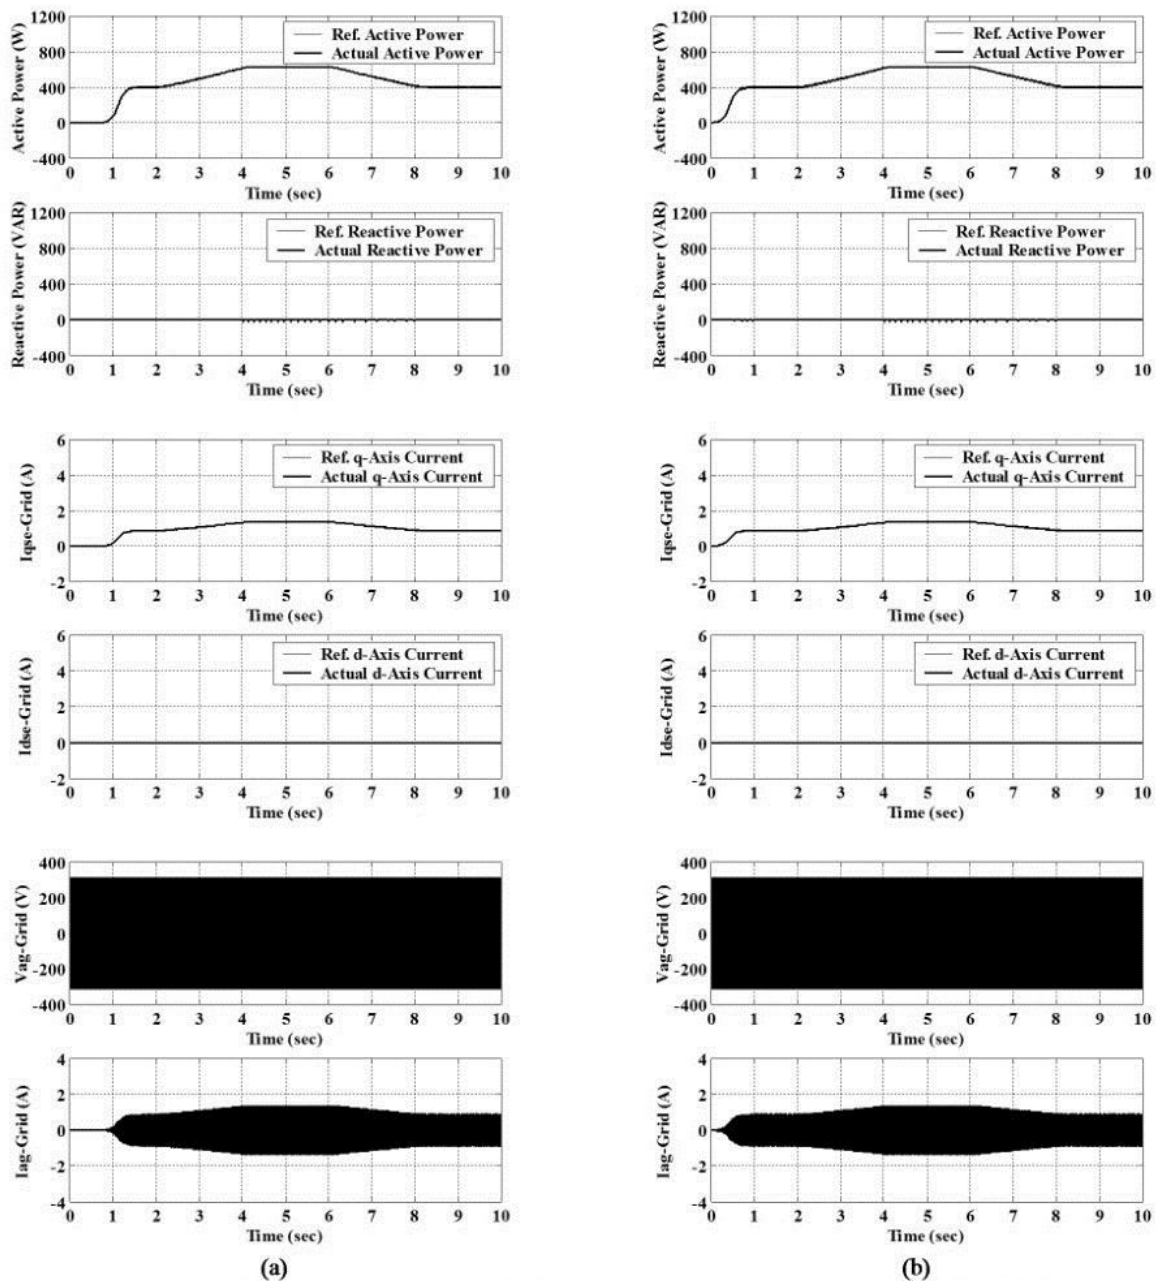 Active Power (W)
1200
800
400
0
-400
Ref. Active Power
Actual Active Power
0 1 2 3 4 5 6 7 8 9 10
Time (sec)
Reactive Power (VAR)
1200
800
400
0
-400
Ref. Reactive Power
Actual Reactive Power
0 1 2 3 4 5 6 7 8 9 10
Time (sec)
Iqse-Grid (A)
6
4
2
0
-2
Ref. q-Axis Current
Actual q-Axis Current
0 1 2 3 4 5 6 7 8 9 10
Time (sec)
Idse-Grid (A)
6
4
2
0
-2
Ref. d-Axis Current
Actual d-Axis Current
0 1 2 3 4 5 6 7 8 9 10
Time (sec)
Vag-Grid (V)
400
200
0
-200
-400
0 1 2 3 4 5 6 7 8 9 10
Time (sec)
Iag-Grid (A)
4
2
0
-2
-4
0 1 2 3 4 5 6 7 8 9 10
Time (sec)
(a)
Active Power (W)
1200
800
400
0
-400
Ref. Active Power
Actual Active Power
0 1 2 3 4 5 6 7 8 9 10
Time (sec)
Reactive Power (VAR)
1200
800
400
0
-400
Ref. Reactive Power
Actual Reactive Power
0 1 2 3 4 5 6 7 8 9 10
Time (sec)
Iqse-Grid (A)
6
4
2
0
-2
Ref. q-Axis Current
Actual q-Axis Current
0 1 2 3 4 5 6 7 8 9 10
Time (sec)
Idse-Grid (A)
6
4
2
0
-2
Ref. d-Axis Current
Actual d-Axis Current
0 1 2 3 4 5 6 7 8 9 10
Time (sec)
Vag-Grid (V)
400
200
0
-200
-400
0 1 2 3 4 5 6 7 8 9 10
Time (sec)
Iag-Grid (A)
4
2
0
-2
-4
0 1 2 3 4 5 6 7 8 9 10
Time (sec)
(b)